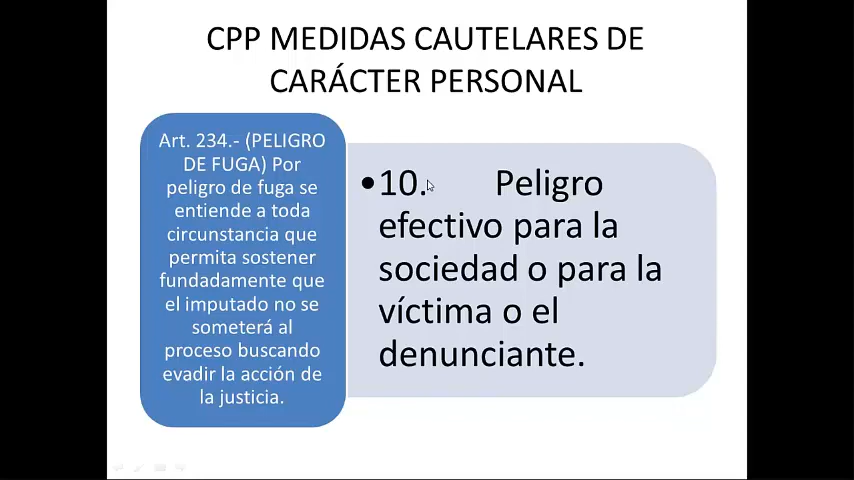 CPP MEDIDAS CAUTELARES DE
CARÁCTER PERSONAL
Art. 234.- (PELIGRO
DE FUGA) Por
peligro de fuga se
entiende a toda
circunstancia que
permita sostener
fundadamente que
el imputado no se
someterá al
proceso buscando
evadir la acción de
la justicia.
•10. Peligro
efectivo para la
sociedad o para la
víctima o el
denunciante.